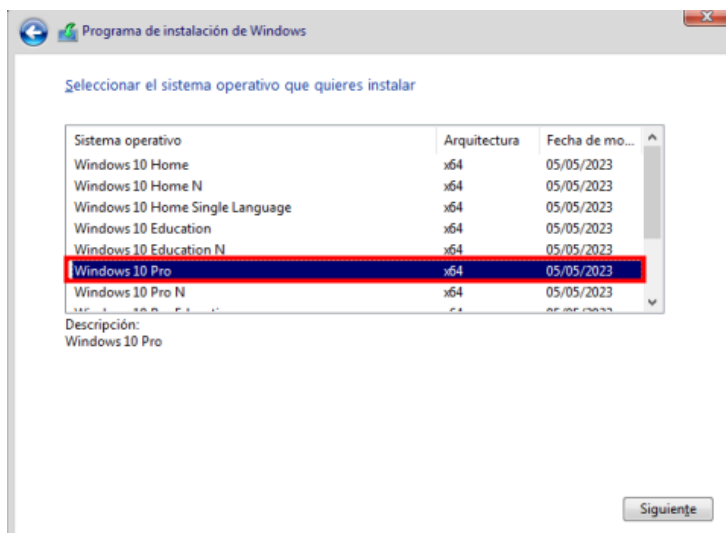 Programa de instalación de Windows
Seleccionar el sistema operativo que quieres instalar
Sistema operativo Arquitectura Fecha de mo...
Windows 10 Home x64 05/05/2023
Windows 10 Home N x64 05/05/2023
Windows 10 Home Single Language x64 05/05/2023
Windows 10 Education x64 05/05/2023
Windows 10 Education N x64 05/05/2023
Windows 10 Pro x64 05/05/2023
Windows 10 Pro N x64 05/05/2023
Descripción:
Windows 10 Pro
Siguiente